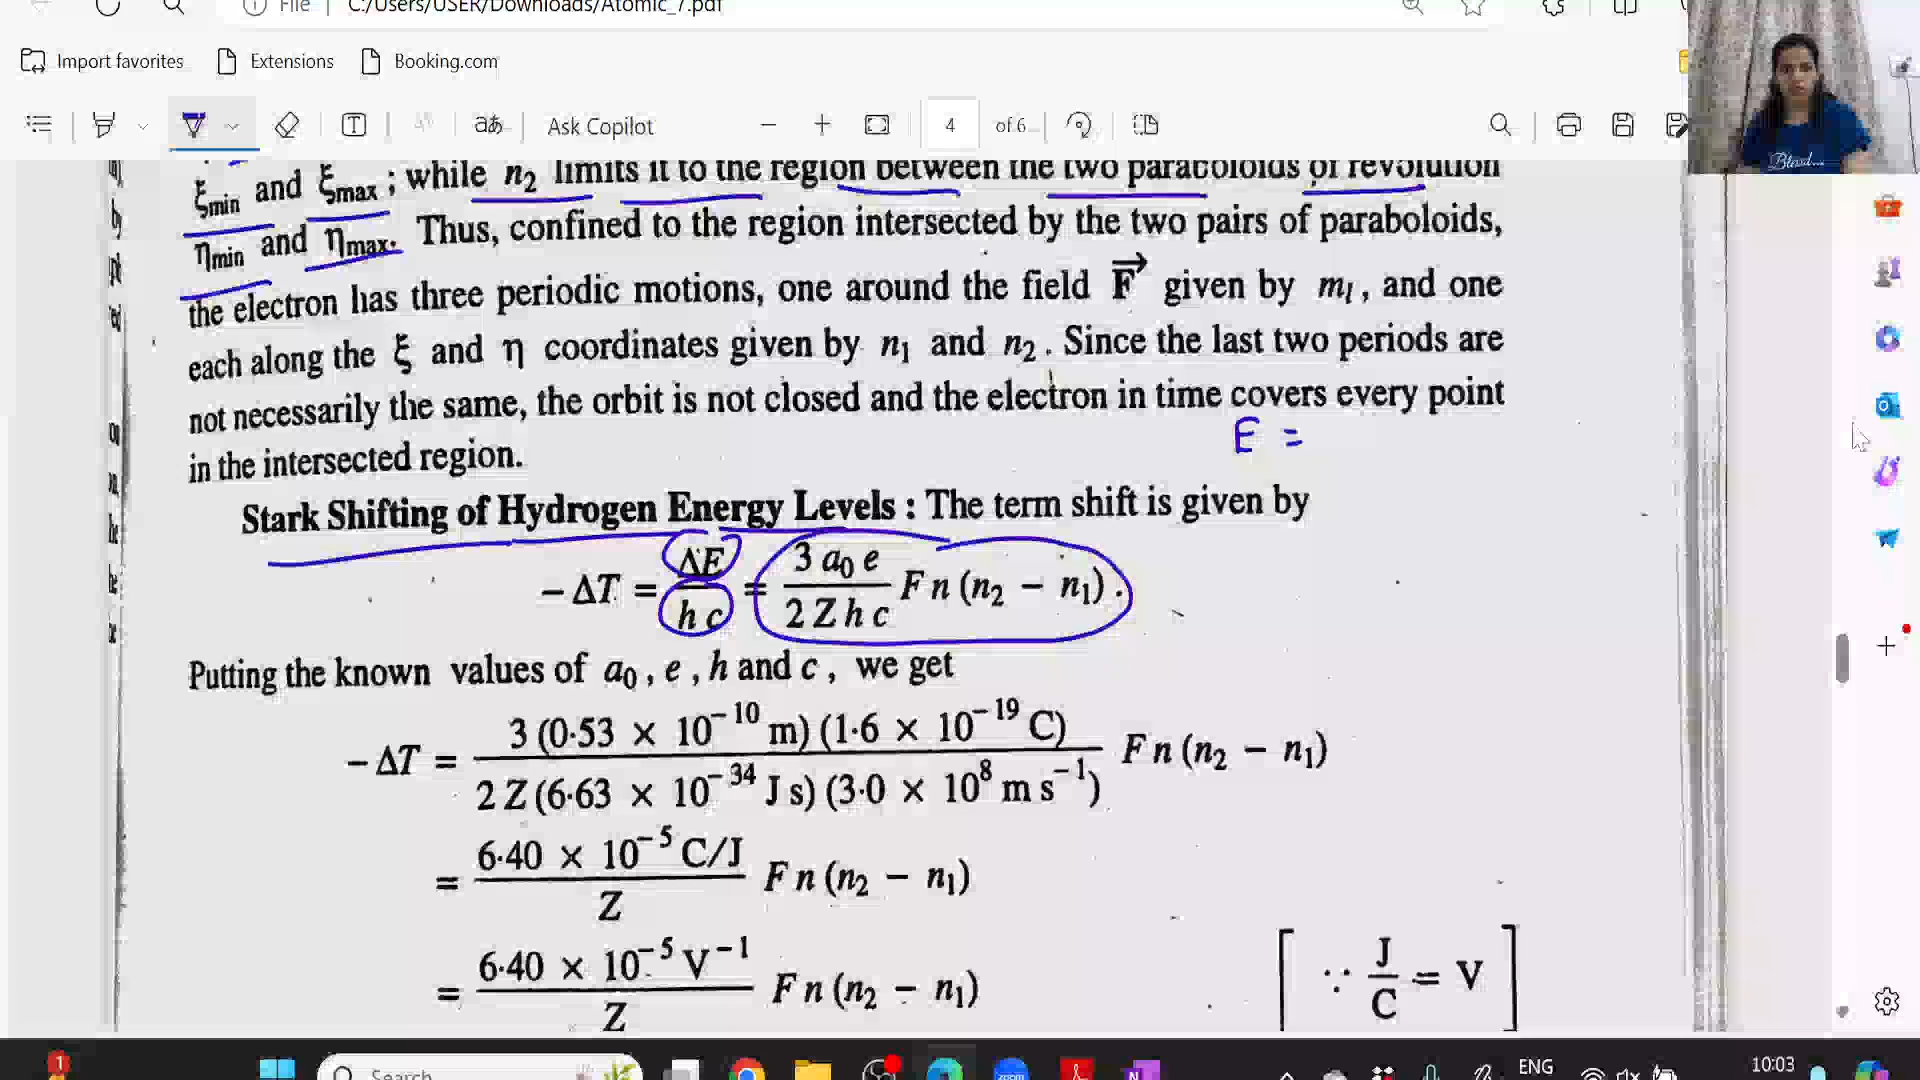 File C:/Users/USER/Downloads/Atomic_7.pdf
Import favorites Extensions Booking.com
Ask Copilot 4 of 6
ξmin and ξmax ; while n2 limits it to the region between the two paraboloids of revolution
ηmin and ηmax. Thus, confined to the region intersected by the two pairs of paraboloids,
the electron has three periodic motions, one around the field F→ given by ml, and one
each along the ξ and η coordinates given by n1 and n2. Since the last two periods are
not necessarily the same, the orbit is not closed and the electron in time covers every point
E =
in the intersected region.
Stark Shifting of Hydrogen Energy Levels : The term shift is given by
− ΔT = ΔE / h c = 3 a0 e / 2 Z h c F n (n2 − n1) .
Putting the known values of a0 , e , h and c , we get
− ΔT = 3 (0·53 × 10^−10 m) (1·6 × 10^−19 C) / 2 Z (6·63 × 10^−34 J s) (3·0 × 10^8 m s^−1) F n (n2 − n1)
= 6·40 × 10^−5 C/J / Z F n (n2 − n1)
= 6·40 × 10^−5 V^−1 / Z F n (n2 − n1) [ ∵ J / C = V ]
1 Search zoom ENG 10:03